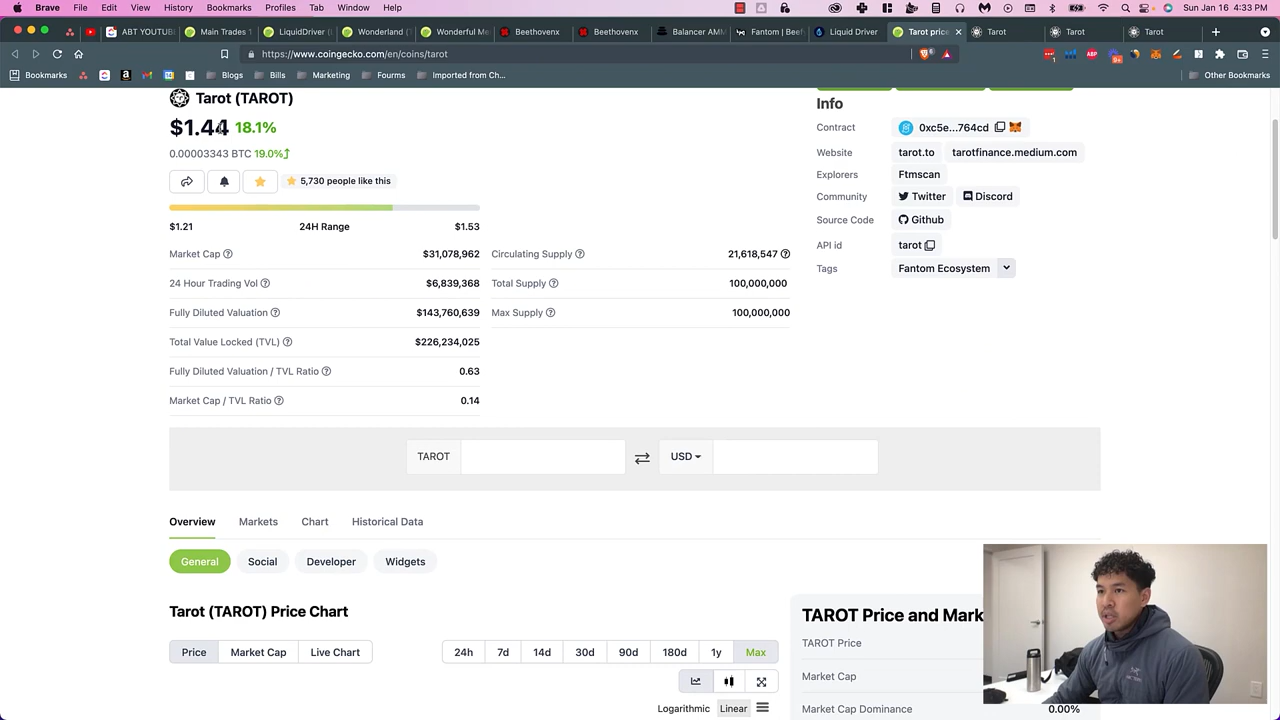 Brave File Edit View History Bookmarks Profiles Tab Window Help Sun Jan 16 4:33 PM
ABT YOUTUB Main Trades 1 LiquidDriver (L Wonderland ( Wonderful Me Beethovenx Beethovenx Balancer AMM Fantom | Beef Liquid Driver Tarot price Tarot Tarot Tarot
https://www.coingecko.com/en/coins/tarot
Bookmarks Blogs Bills Marketing Fourms Imported from Ch... Other Bookmarks
Tarot (TAROT)
$1.44 18.1%
0.00003343 BTC 19.0%
5,730 people like this
$1.21 24H Range $1.53
Market Cap $31,078,962
24 Hour Trading Vol $6,839,368
Fully Diluted Valuation $143,760,639
Total Value Locked (TVL) $226,234,025
Fully Diluted Valuation / TVL Ratio 0.63
Market Cap / TVL Ratio 0.14
Circulating Supply 21,618,547
Total Supply 100,000,000
Max Supply 100,000,000
Info
Contract 0xc5e...764cd
Website tarot.to tarotfinance.medium.com
Explorers Ftmscan
Community Twitter Discord
Source Code Github
API id tarot
Tags Fantom Ecosystem
TAROT USD
Overview Markets Chart Historical Data
General Social Developer Widgets
Tarot (TAROT) Price Chart
Price Market Cap Live Chart
24h 7d 14d 30d 90d 180d 1y Max
Logarithmic Linear
TAROT Price and Mark
TAROT Price
Market Cap
Market Cap Dominance 0.00%